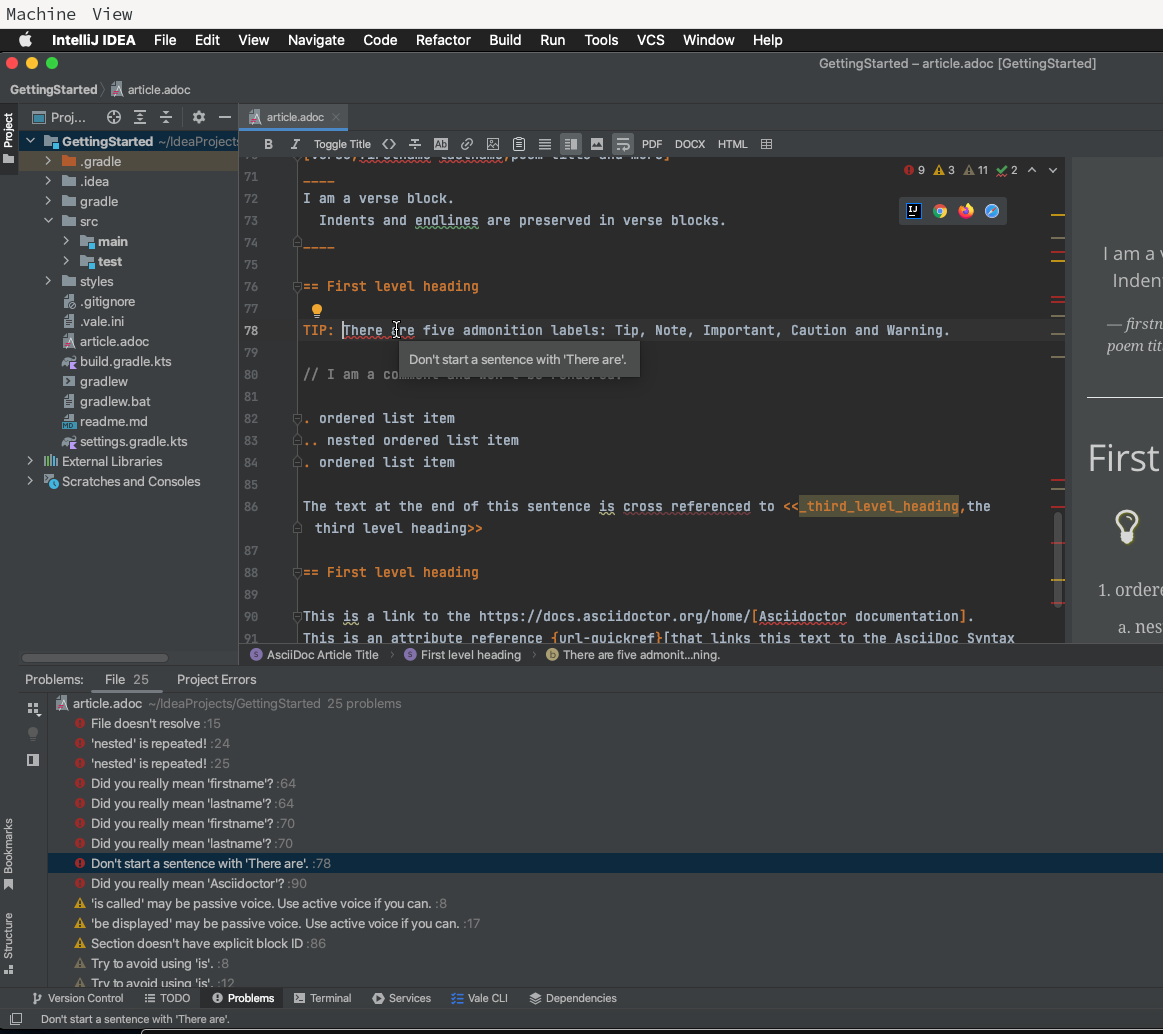 Machine View
IntelliJ IDEA File Edit View Navigate Code Refactor Build Run Tools VCS Window Help
GettingStarted – article.adoc [GettingStarted]
GettingStarted article.adoc
Project
Proj...
article.adoc
GettingStarted ~/IdeaProjects
B I Toggle Title Ab PDF DOCX HTML
.gradle
.idea
gradle
src
main
test
styles
.gitignore
.vale.ini
article.adoc
build.gradle.kts
gradlew
gradlew.bat
readme.md
settings.gradle.kts
External Libraries
Scratches and Consoles
9 3 11 2
71 ____
72 I am a verse block.
73 Indents and endlines are preserved in verse blocks.
74 ____
75
76 == First level heading
77
78 TIP: There are five admonition labels: Tip, Note, Important, Caution and Warning.
79
Don't start a sentence with 'There are'.
80 // I am a
81
82 . ordered list item
83 .. nested ordered list item
84 . ordered list item
85
86 The text at the end of this sentence is cross referenced to <<_third_level_heading,the
third level heading>>
87
88 == First level heading
89
90 This is a link to the https://docs.asciidoctor.org/home/[Asciidoctor documentation].
91 This is an attribute reference {url-quickref}[that links this text to the AsciiDoc Syntax
I am a v
Inden
— firstn
poem tit
First
1. ordere
a. nes
AsciiDoc Article Title First level heading There are five admonit...ning.
Problems: File 25 Project Errors
article.adoc ~/IdeaProjects/GettingStarted 25 problems
File doesn't resolve :15
'nested' is repeated! :24
'nested' is repeated! :25
Did you really mean 'firstname'? :64
Did you really mean 'lastname'? :64
Did you really mean 'firstname'? :70
Did you really mean 'lastname'? :70
Don't start a sentence with 'There are'. :78
Did you really mean 'Asciidoctor'? :90
'is called' may be passive voice. Use active voice if you can. :8
'be displayed' may be passive voice. Use active voice if you can. :17
Section doesn't have explicit block ID :86
Try to avoid using 'is'. :8
Try to avoid using 'is'. :12
Bookmarks
Structure
Version Control TODO Problems Terminal Services Vale CLI Dependencies
Don't start a sentence with 'There are'.